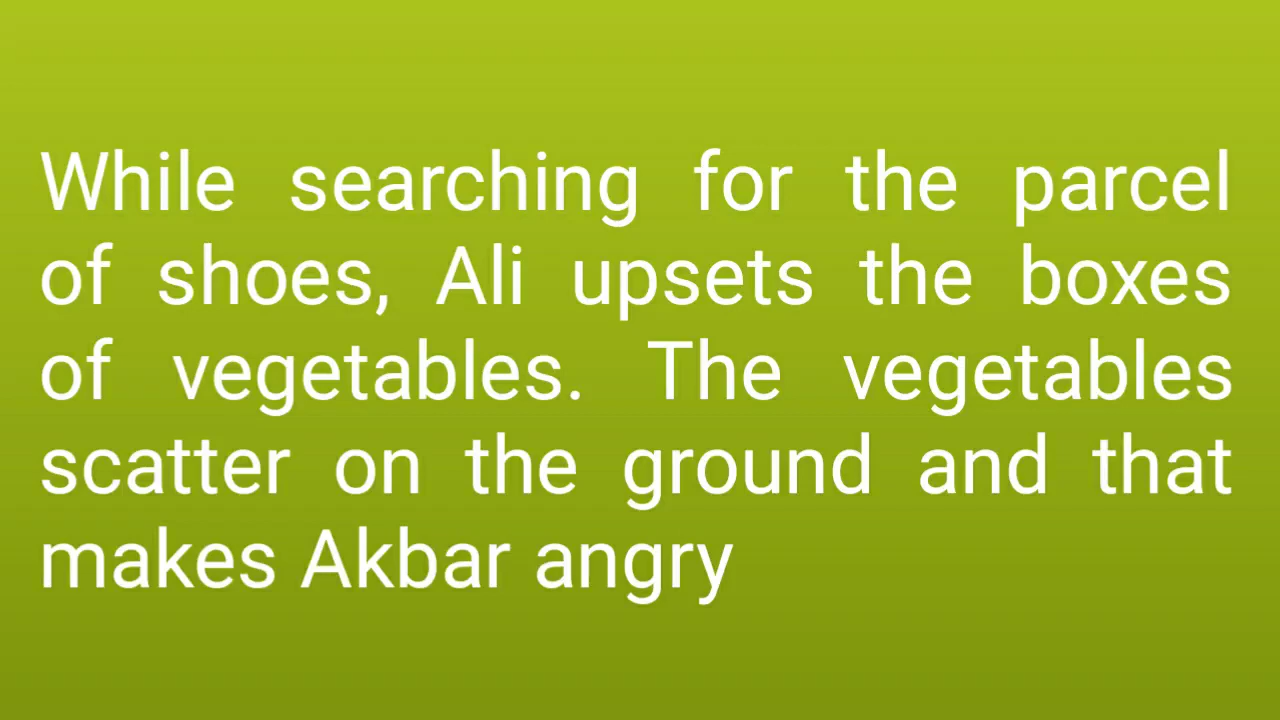 While searching for the parcel
of shoes, Ali upsets the boxes
of vegetables. The vegetables
scatter on the ground and that
makes Akbar angry